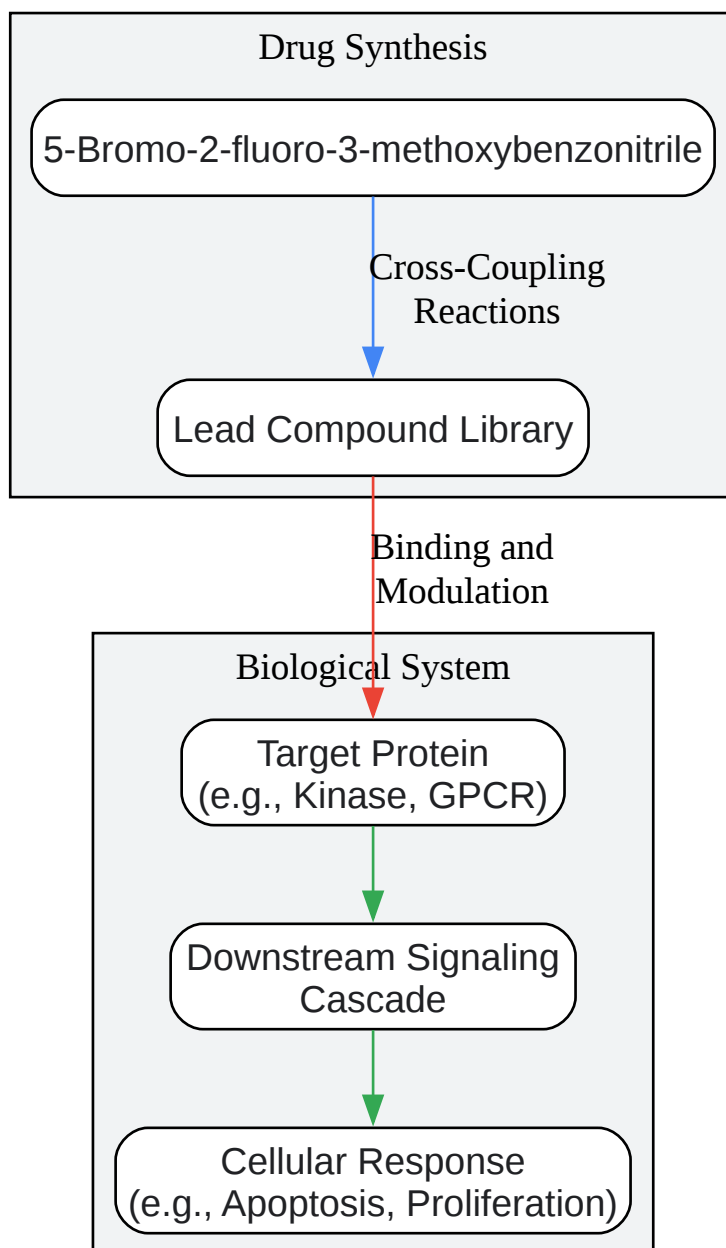 Drug Synthesis
5-Bromo-2-fluoro-3-methoxybenzonitrile
Cross-Coupling
Reactions
Lead Compound Library
Binding and
Modulation
Biological System
Target Protein
(e.g., Kinase, GPCR)
Downstream Signaling
Cascade
Cellular Response
(e.g., Apoptosis, Proliferation)